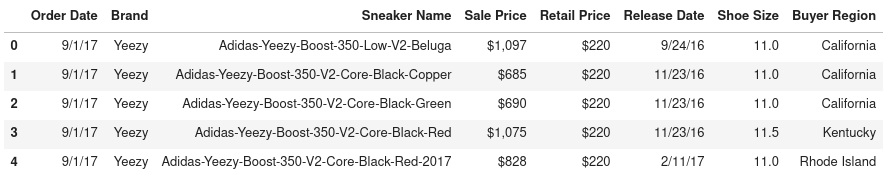 Order Date Brand Sneaker Name Sale Price Retail Price Release Date Shoe Size Buyer Region
0 9/1/17 Yeezy Adidas-Yeezy-Boost-350-Low-V2-Beluga $1,097 $220 9/24/16 11.0 California
1 9/1/17 Yeezy Adidas-Yeezy-Boost-350-V2-Core-Black-Copper $685 $220 11/23/16 11.0 California
2 9/1/17 Yeezy Adidas-Yeezy-Boost-350-V2-Core-Black-Green $690 $220 11/23/16 11.0 California
3 9/1/17 Yeezy Adidas-Yeezy-Boost-350-V2-Core-Black-Red $1,075 $220 11/23/16 11.5 Kentucky
4 9/1/17 Yeezy Adidas-Yeezy-Boost-350-V2-Core-Black-Red-2017 $828 $220 2/11/17 11.0 Rhode Island